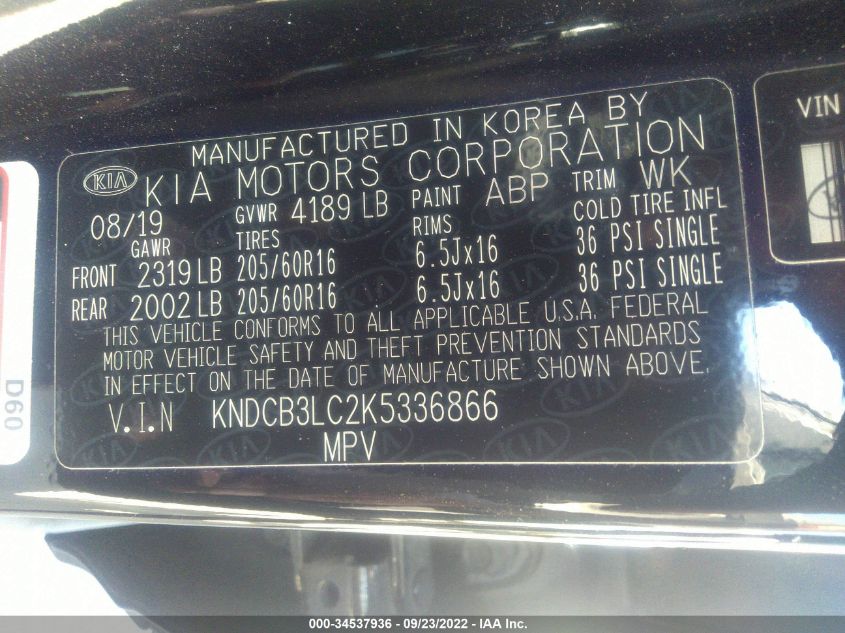 MANUFACTURED IN KOREA BY
KIA KIA MOTORS CORPORATION
08/19 GVWR 4189 LB PAINT ABP TRIM WK
GAWR TIRES RIMS COLD TIRE INFL
FRONT 2319 LB 205/60R16 6.5Jx16 36 PSI SINGLE
REAR 2002 LB 205/60R16 6.5Jx16 36 PSI SINGLE
THIS VEHICLE CONFORMS TO ALL APPLICABLE U.S.A. FEDERAL
MOTOR VEHICLE SAFETY AND THEFT PREVENTION STANDARDS
IN EFFECT ON THE DATE OF MANUFACTURE SHOWN ABOVE.
V.I.N KNDCB3LC2K5336866
MPV
VIN
D60
000-34537936 - 09/23/2022 - IAA Inc.